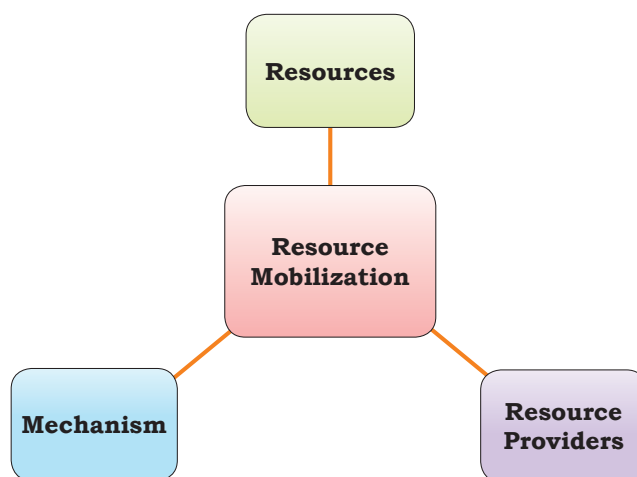 Resources
Resource
Mobilization
Mechanism
Resource
Providers